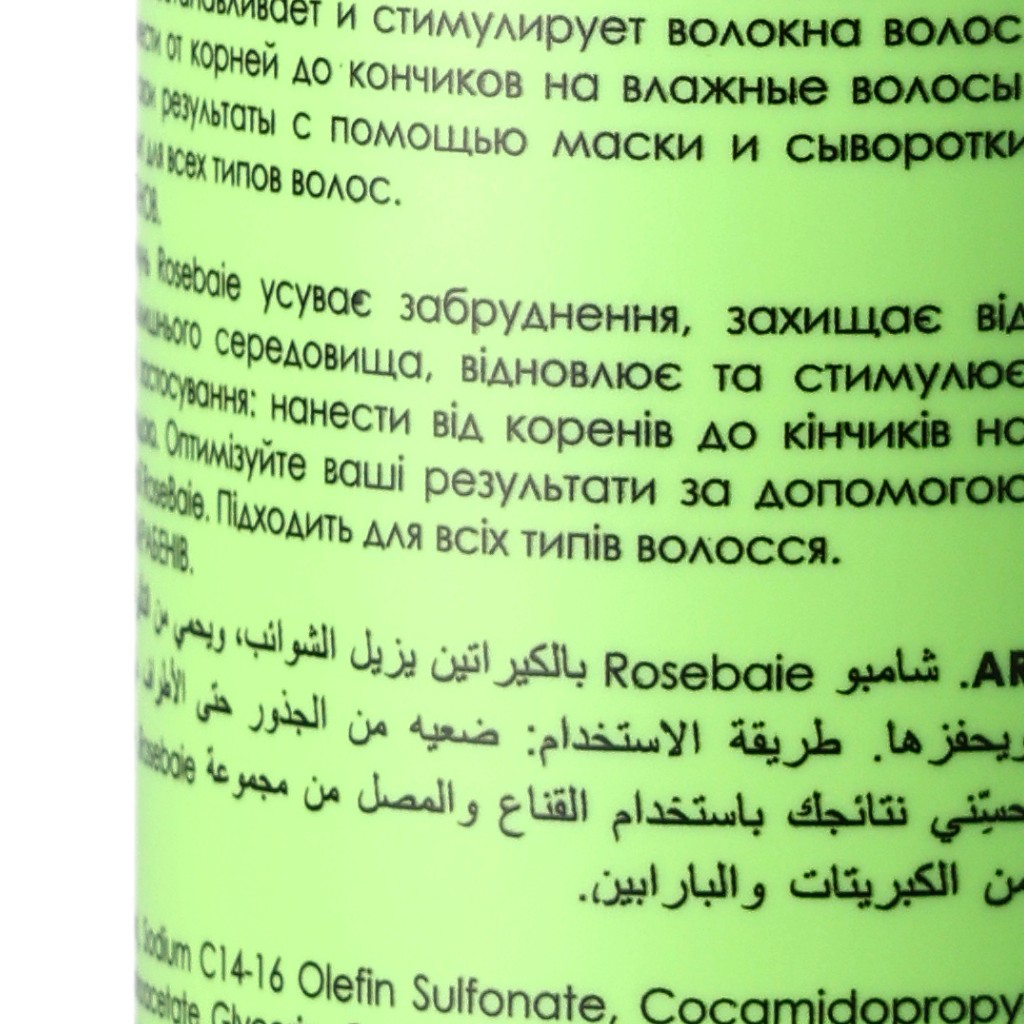 и стимулирует волокна волос
от корней до кончиков на влажные волосы
результаты с помощью маски и сыворотки
для всех типов волос.
Rosebaie усуває забруднення, захищає від
середовища, відновлює та стимулює
нанести від коренів до кінчиків на
Оптимізуйте ваші результати за допомогою
RoseBaie. Підходить для всіх типів волосся.
AR. شامبو Rosebaie بالكيراتين يزيل الشوائب، ويحمي من
ويحفزها. طريقة الاستخدام: ضعيه من الجذور حتى الأطراف
حسّني نتائجك باستخدام القناع والمصل من مجموعة Rosebaie
من الكبريتات والبارابين.
Sodium C14-16 Olefin Sulfonate, Cocamidopropy